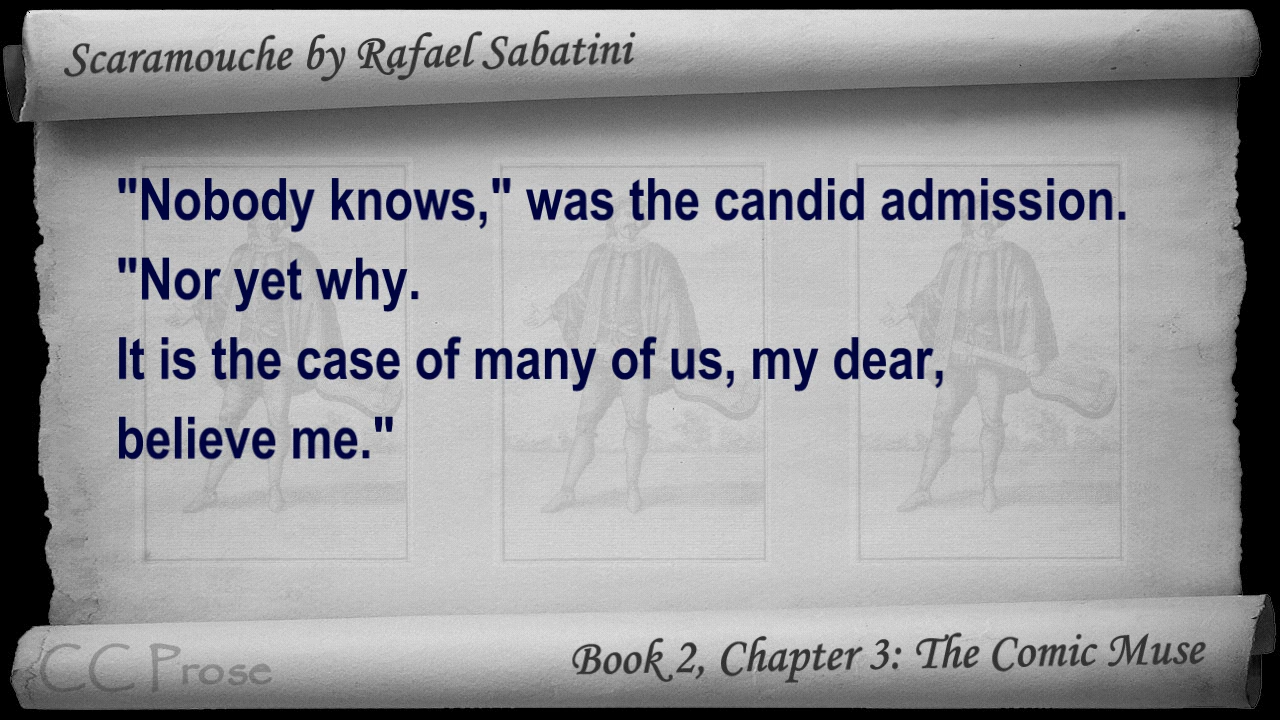 Scaramouche by Rafael Sabatini
"Nobody knows," was the candid admission.
"Nor yet why.
It is the case of many of us, my dear,
believe me."
CC Prose
Book 2, Chapter 3: The Comic Muse